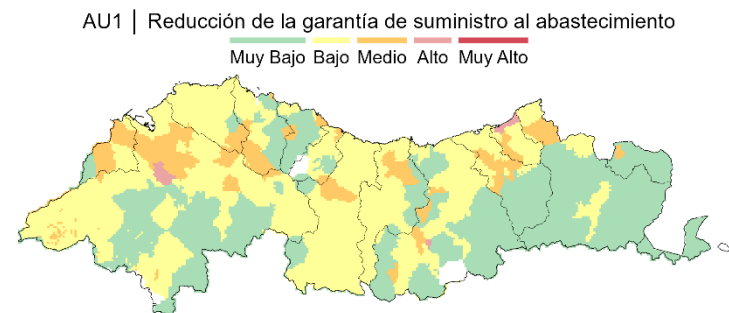 AU1 | Reducción de la garantía de suministro al abastecimiento
Muy Bajo Bajo Medio Alto Muy Alto